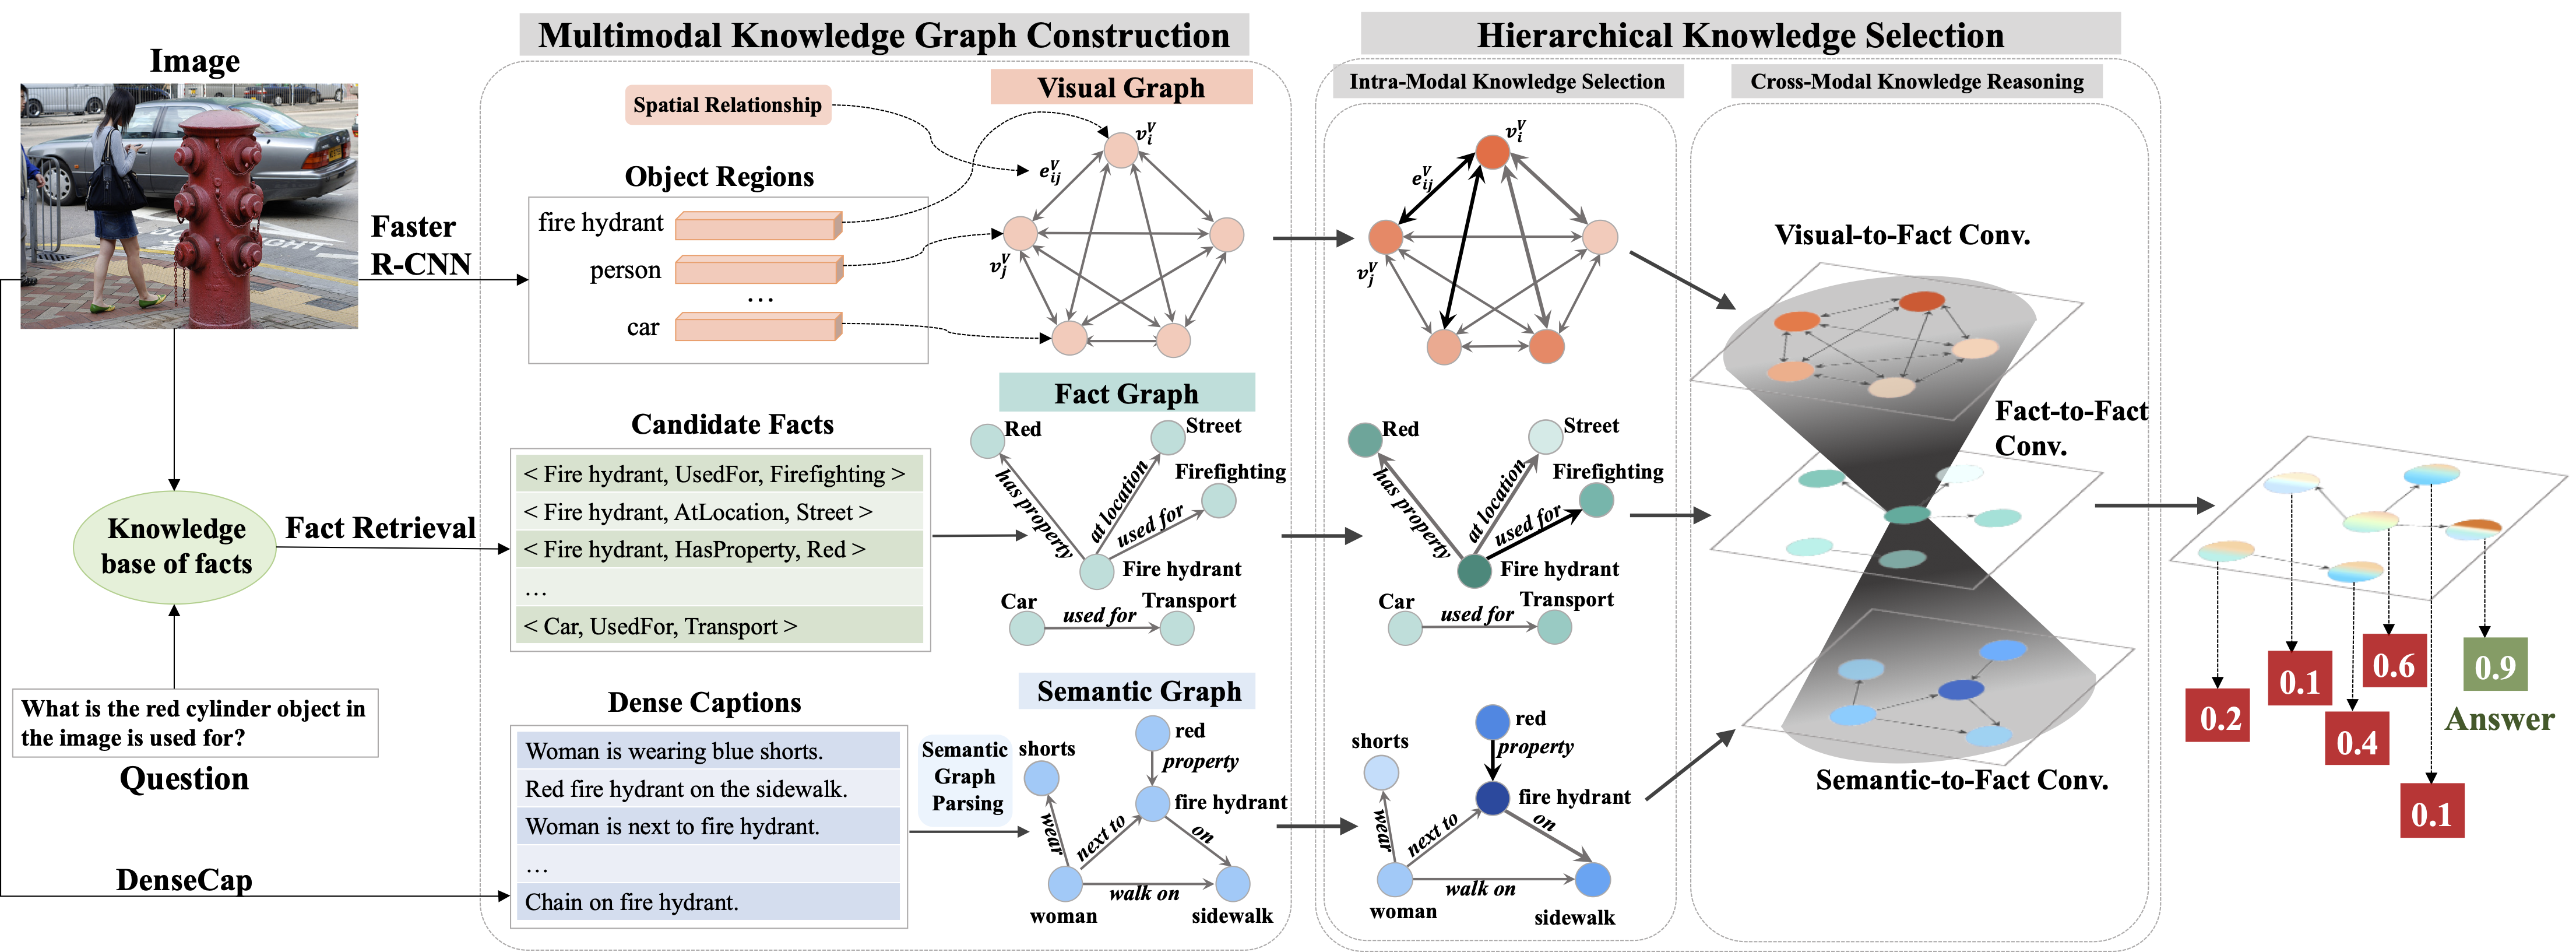 Multimodal Knowledge Graph Construction
Hierarchical Knowledge Selection
Image
Faster
R-CNN
Knowledge
base of facts
Fact Retrieval
What is the red cylinder object in
the image is used for?
Question
DenseCap
Spatial Relationship
Visual Graph
Object Regions
fire hydrant
person
...
car
v_i^V
e_ij^V
v_j^V
Candidate Facts
< Fire hydrant, UsedFor, Firefighting >
< Fire hydrant, AtLocation, Street >
< Fire hydrant, HasProperty, Red >
...
< Car, UsedFor, Transport >
Fact Graph
Red
Street
Firefighting
has property
at location
used for
Fire hydrant
Car
used for
Transport
Dense Captions
Woman is wearing blue shorts.
Red fire hydrant on the sidewalk.
Woman is next to fire hydrant.
...
Chain on fire hydrant.
Semantic
Graph
Parsing
Semantic Graph
shorts
red
property
fire hydrant
wear
next to
on
walk on
woman
sidewalk
Intra-Modal Knowledge Selection
v_i^V
e_ij^V
v_j^V
Red
Street
Firefighting
has property
at location
used for
Fire hydrant
Car
used for
Transport
shorts
red
property
fire hydrant
wear
next to
on
walk on
woman
sidewalk
Cross-Modal Knowledge Reasoning
Visual-to-Fact Conv.
Fact-to-Fact
Conv.
Semantic-to-Fact Conv.
0.2
0.1
0.4
0.6
0.1
0.9
Answer